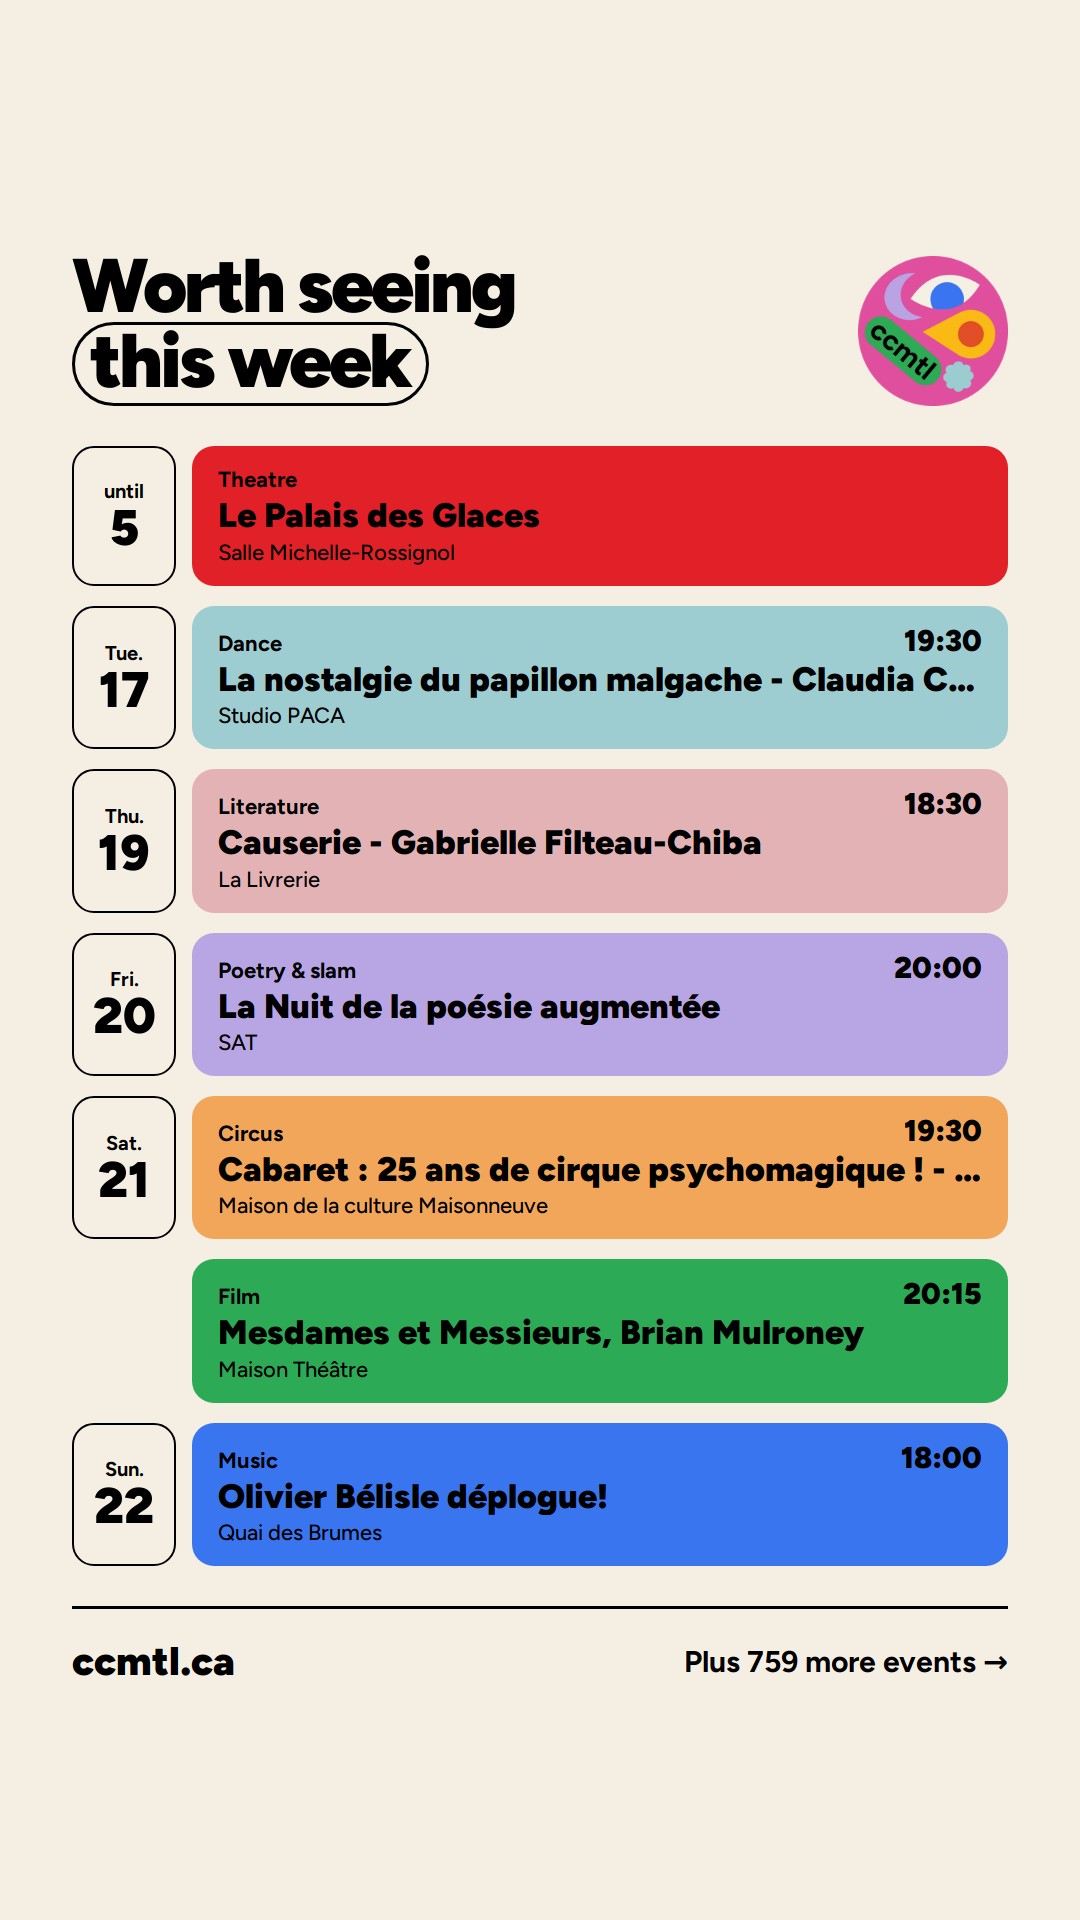 Worth seeing
this week
ccmtl
until
5
Theatre
Le Palais des Glaces
Salle Michelle-Rossignol
Tue.
17
Dance
19:30
La nostalgie du papillon malgache - Claudia C...
Studio PACA
Thu.
19
Literature
18:30
Causerie - Gabrielle Filteau-Chiba
La Livrerie
Fri.
20
Poetry & slam
20:00
La Nuit de la poésie augmentée
SAT
Sat.
21
Circus
19:30
Cabaret : 25 ans de cirque psychomagique ! - ...
Maison de la culture Maisonneuve
Film
20:15
Mesdames et Messieurs, Brian Mulroney
Maison Théâtre
Sun.
22
Music
18:00
Olivier Bélisle déplogue!
Quai des Brumes
ccmtl.ca
Plus 759 more events →